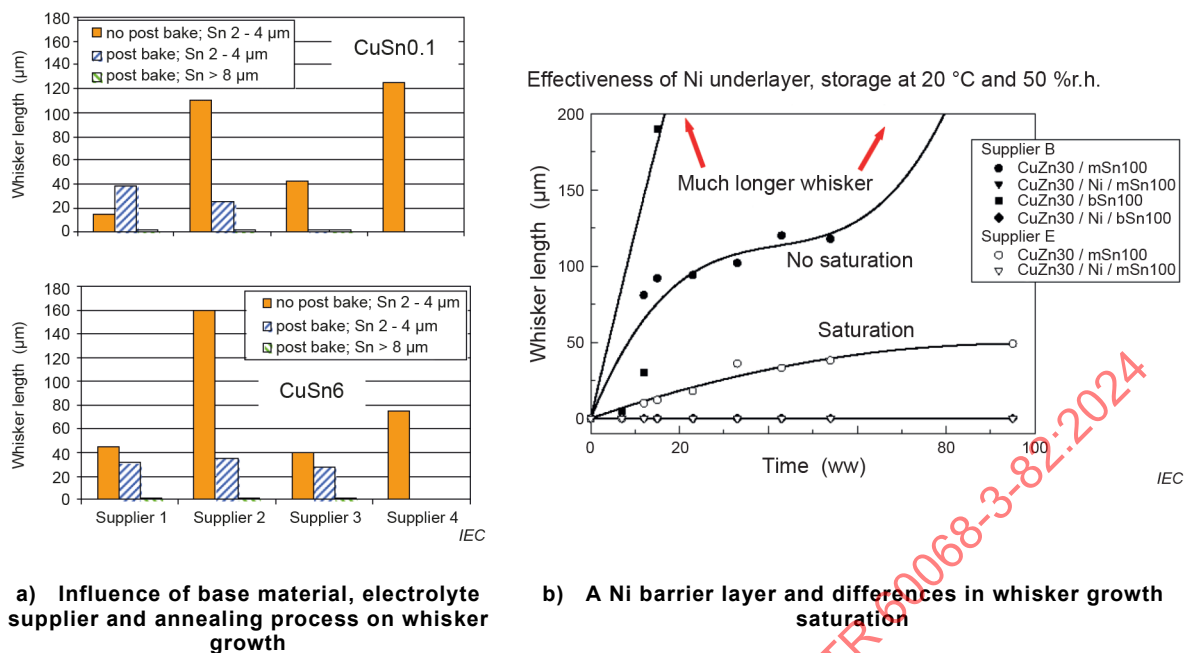 180
160
140
120
100
80
60
40
20
0
Whisker length (µm)
no post bake; Sn 2 - 4 µm
post bake; Sn 2 - 4 µm
post bake; Sn > 8 µm
CuSn0.1
180
160
140
120
100
80
60
40
20
0
Whisker length (µm)
no post bake; Sn 2 - 4 µm
post bake; Sn 2 - 4 µm
post bake; Sn > 8 µm
CuSn6
Supplier 1 Supplier 2 Supplier 3 Supplier 4
IEC
a) Influence of base material, electrolyte
supplier and annealing process on whisker
growth
Effectiveness of Ni underlayer, storage at 20 °C and 50 %r.h.
200
150
100
50
0
Whisker length (µm)
Much longer whisker
No saturation
Saturation
Supplier B
CuZn30 / mSn100
CuZn30 / Ni / mSn100
CuZn30 / bSn100
CuZn30 / Ni / bSn100
Supplier E
CuZn30 / mSn100
CuZn30 / Ni / mSn100
0 20 40 60 80 100
Time (ww)
IEC
b) A Ni barrier layer and differences in whisker growth
saturation
TR 60068-3-82:2024